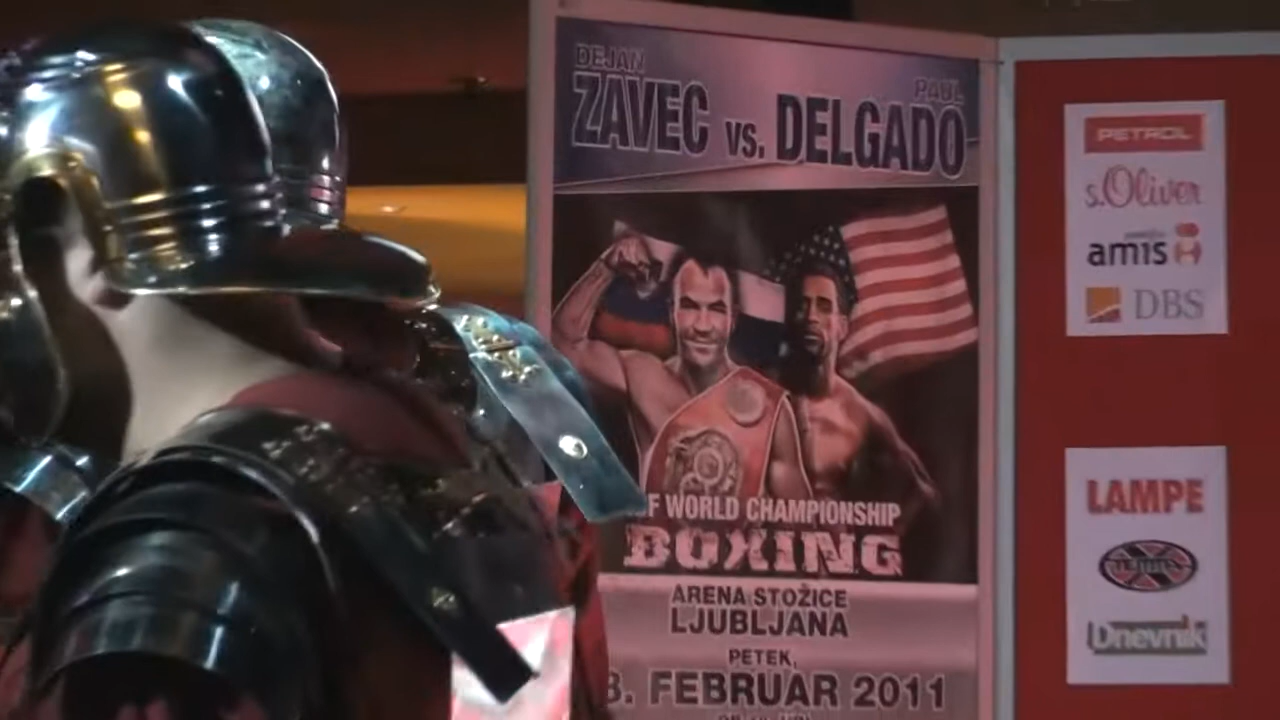 DEJAN
ZAVEC vs. PAUL DELGADO
F WORLD CHAMPIONSHIP
BOXING
ARENA STOŽICE
LJUBLJANA
PETEK,
8. FEBRUAR 2011
PETROL
s.Oliver
amis
DBS
LAMPE
Dnevnik